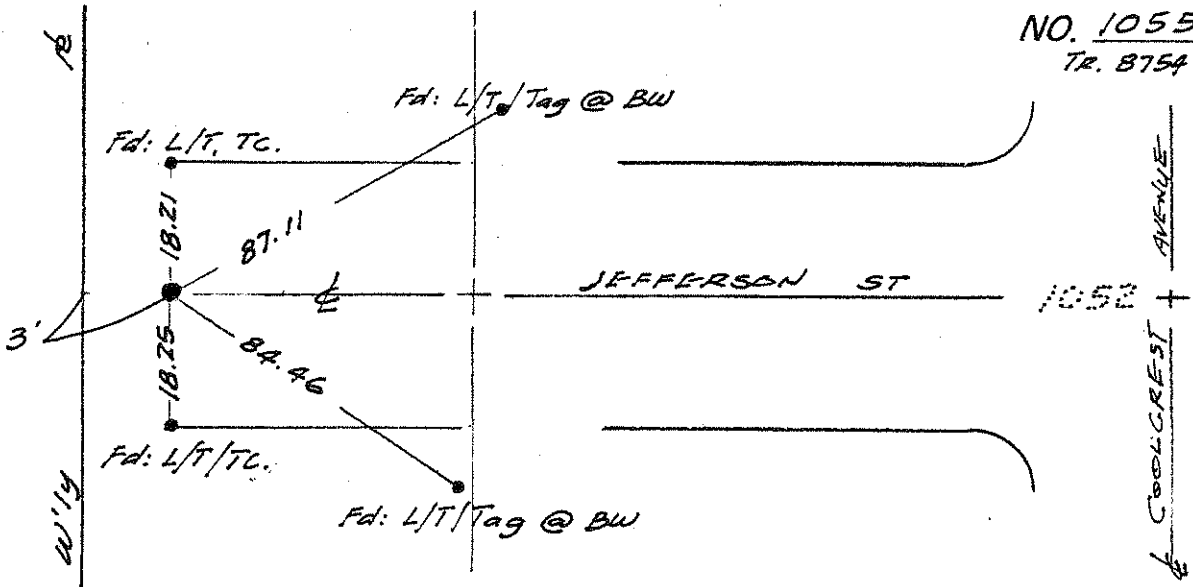 NO. 1055
TR. 8754
Fd: L/T/Tag @ BW
Fd: L/T, TC.
18.21
87.11
℄
JEFFERSON ST
1052
℄ COOLCREST AVENUE
3'
18.25
84.46
Fd: L/T/TC.
Fd: L/T/Tag @ BW
W'ly